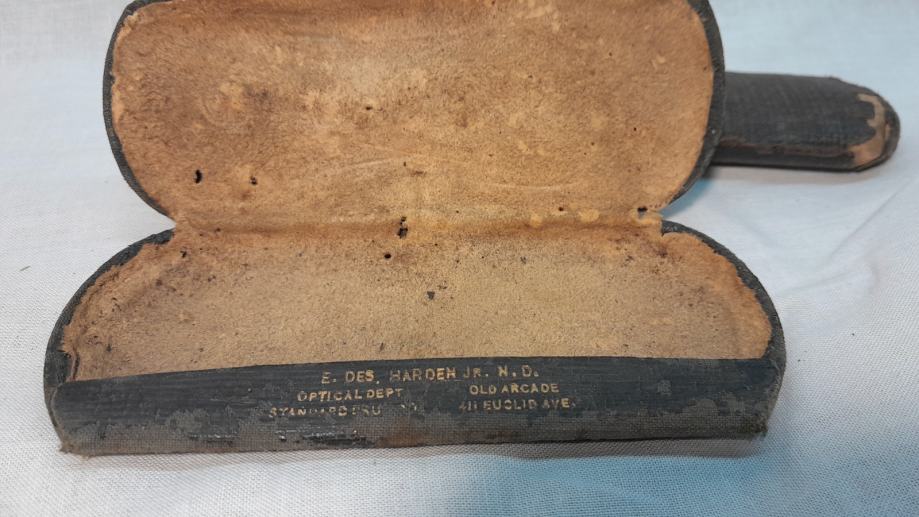 E. DES. HARDEN JR. N. D.
OPTICAL DEPT OLD ARCADE
STANDARD 411 EUCLID AVE.